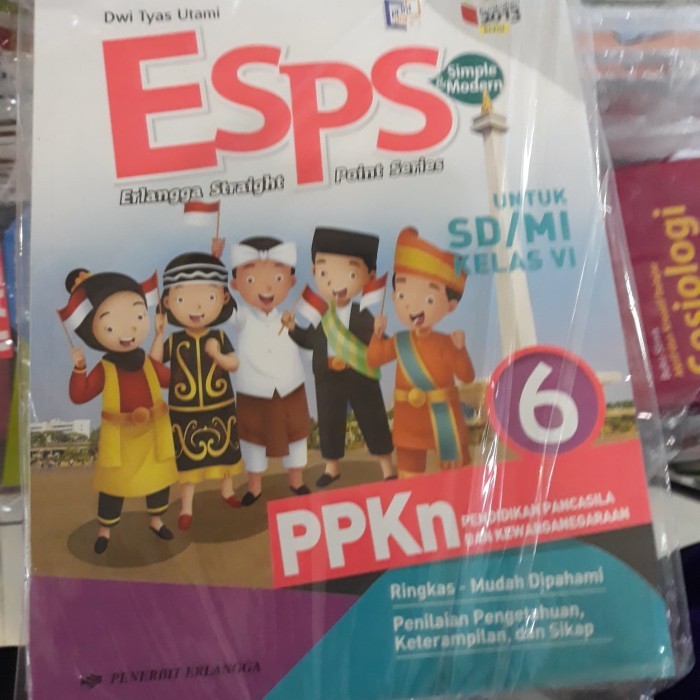 Dwi Tyas Utami
2013
ESPS
Simple
& Modern
Erlangga Straight Point Series
UNTUK
SD/MI
KELAS VI
6
PPKn
PENDIDIKAN PANCASILA
DAN KEWARGANEGARAAN
Ringkas - Mudah Dipahami
Penilaian Pengetahuan,
Keterampilan, dan Sikap
PENERBIT ERLANGGA
sosiologi